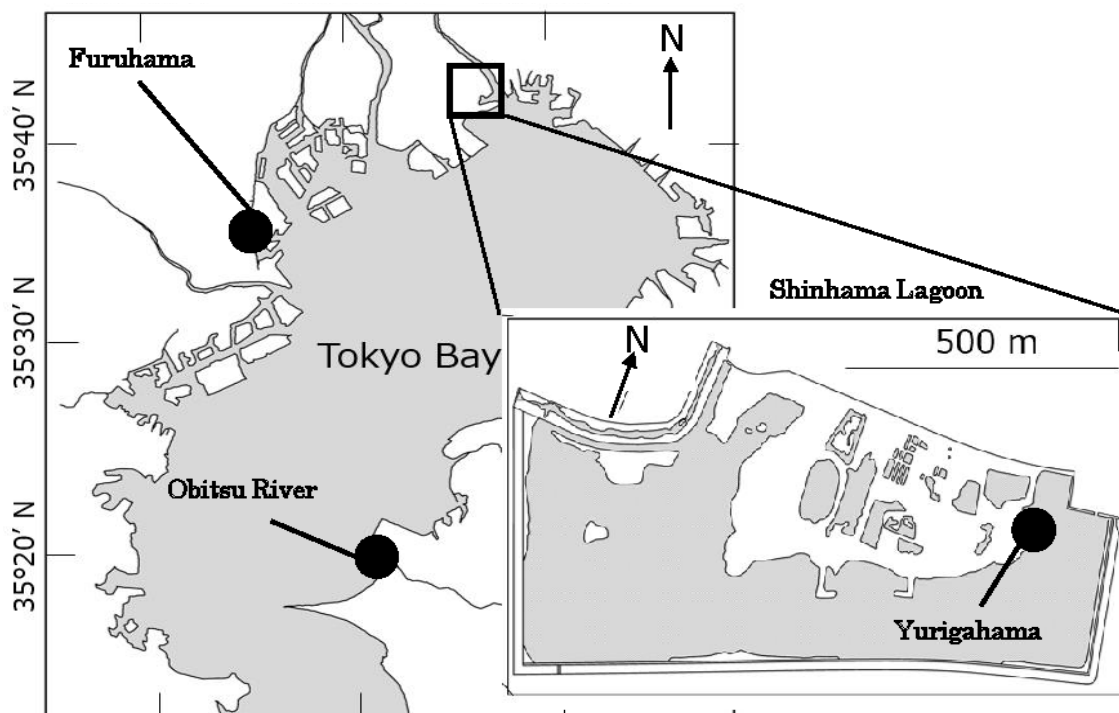 Furuhama
N
35°40′ N
35°30′ N
Shinhama Lagoon
N
500 m
Tokyo Bay
Obitsu River
35°20′ N
Yurigahama